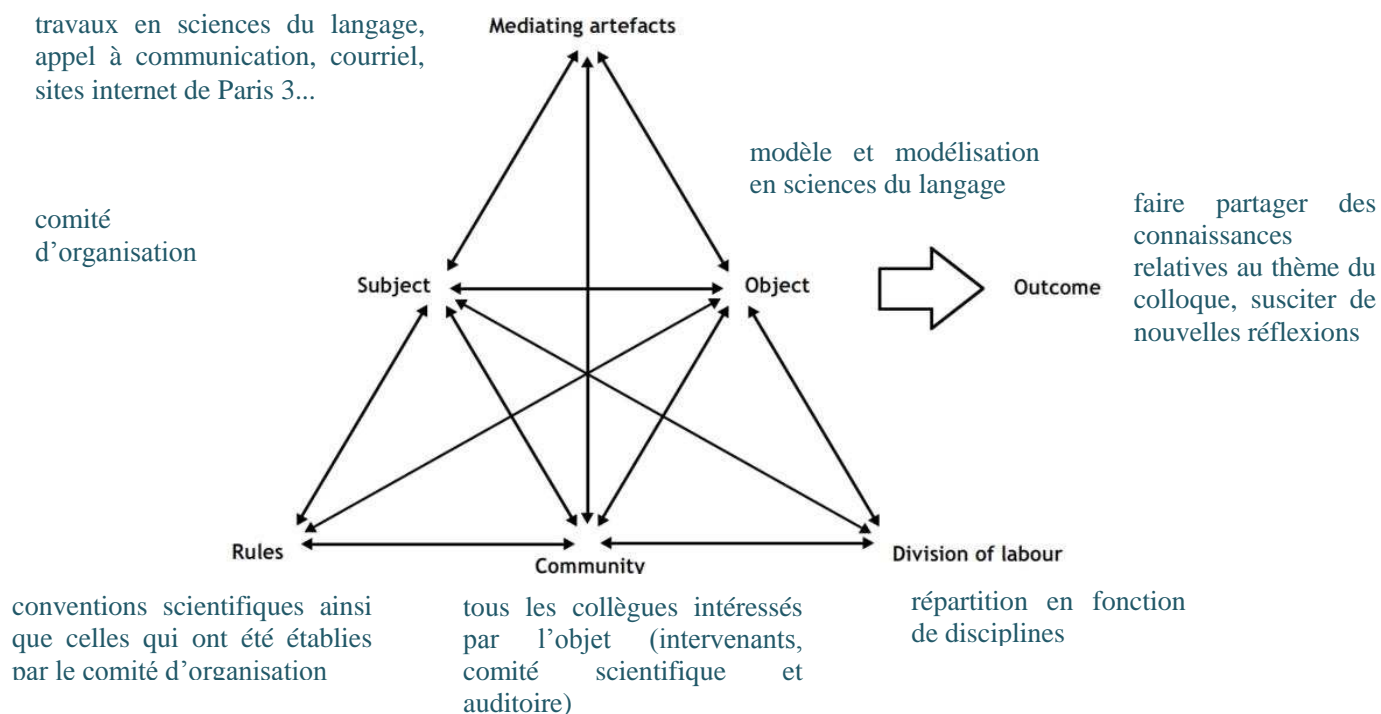 travaux en sciences du langage,
appel à communication, courriel,
sites internet de Paris 3...
Mediating artefacts
modèle et modélisation
en sciences du langage
comité
d’organisation
faire partager des
connaissances
relatives au thème du
colloque, susciter de
nouvelles réflexions
Subject
Object
Outcome
Rules
Community
Division of labour
conventions scientifiques ainsi
que celles qui ont été établies
par le comité d’organisation
tous les collègues intéressés
par l’objet (intervenants,
comité scientifique et
auditoire)
répartition en fonction
de disciplines